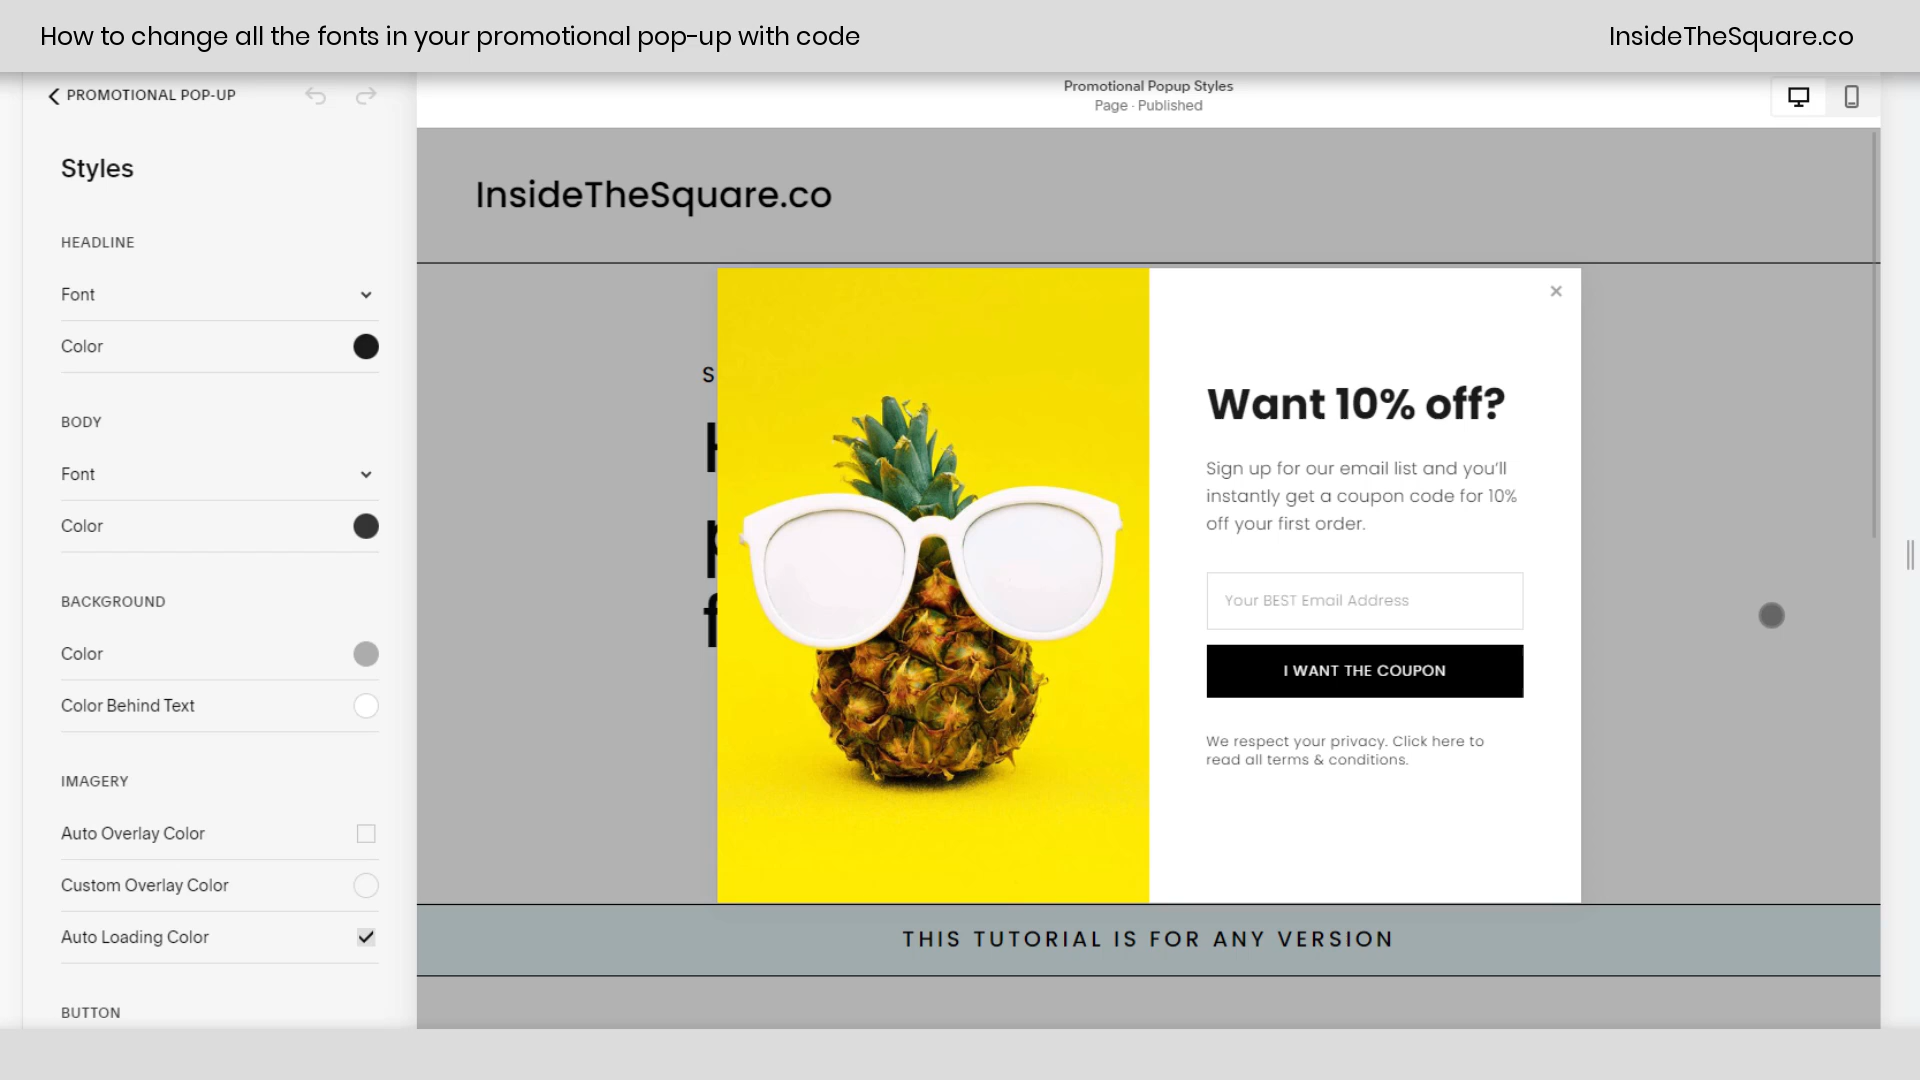 How to change all the fonts in your promotional pop-up with code
InsideTheSquare.co
PROMOTIONAL POP-UP
Promotional Popup Styles
Page · Published
Styles
HEADLINE
Font
Color
BODY
Font
Color
BACKGROUND
Color
Color Behind Text
IMAGERY
Auto Overlay Color
Custom Overlay Color
Auto Loading Color
BUTTON
InsideTheSquare.co
Want 10% off?
Sign up for our email list and you'll
instantly get a coupon code for 10%
off your first order.
Your BEST Email Address
I WANT THE COUPON
We respect your privacy. Click here to
read all terms & conditions.
THIS TUTORIAL IS FOR ANY VERSION